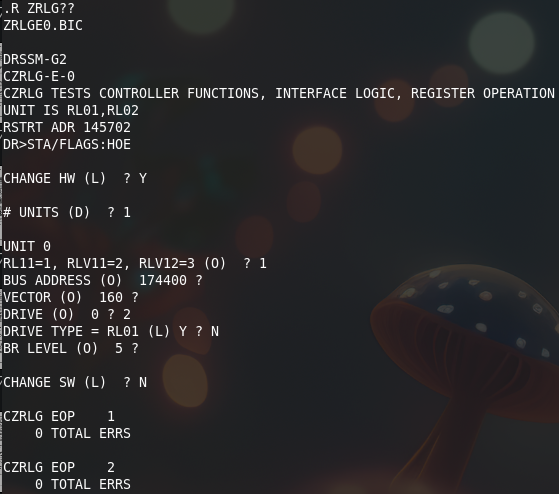 .R ZRLG??
ZRLGE0.BIC
DRSSM-G2
CZRLG-E-0
CZRLG TESTS CONTROLLER FUNCTIONS, INTERFACE LOGIC, REGISTER OPERATION
UNIT IS RL01,RL02
RSTRT ADR 145702
DR>STA/FLAGS:HOE
CHANGE HW (L)  ? Y
# UNITS (D)  ? 1
UNIT 0
RL11=1, RLV11=2, RLV12=3 (O)  ? 1
BUS ADDRESS (O)  174400 ?
VECTOR (O)  160 ?
DRIVE (O)  0 ? 2
DRIVE TYPE = RL01 (L) Y ? N
BR LEVEL (O)  5 ?
CHANGE SW (L)  ? N
CZRLG EOP    1
    0 TOTAL ERRS
CZRLG EOP    2
    0 TOTAL ERRS